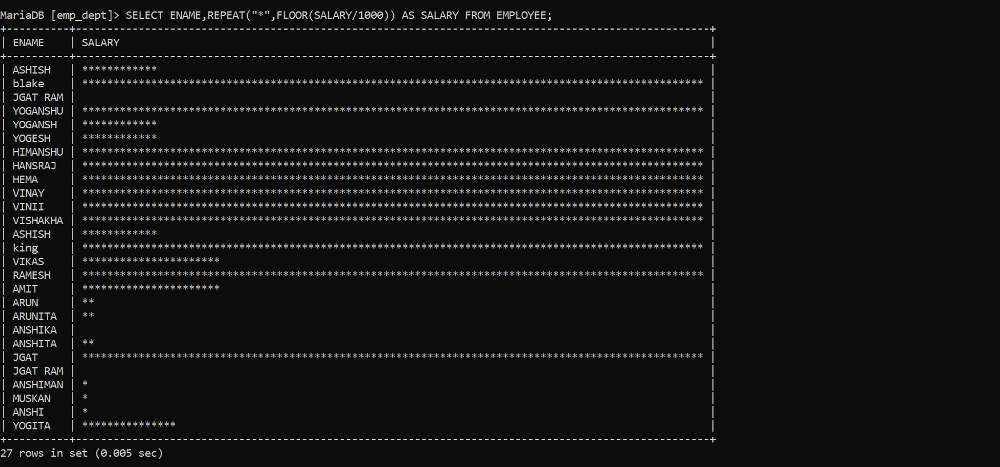 MariaDB [emp_dept]> SELECT ENAME,REPEAT("*",FLOOR(SALARY/1000)) AS SALARY FROM EMPLOYEE;
+----------+-----------------------------------------------------------------------------------------------------+
| ENAME    | SALARY                                                                                              |
+----------+-----------------------------------------------------------------------------------------------------+
| ASHISH   | ************                                                                                        |
| blake    | *************************************************************************************************** |
| JGAT RAM |                                                                                                     |
| YOGANSHU | *************************************************************************************************** |
| YOGANSH  | ************                                                                                        |
| YOGESH   | ************                                                                                        |
| HIMANSHU | *************************************************************************************************** |
| HANSRAJ  | *************************************************************************************************** |
| HEMA     | *************************************************************************************************** |
| VINAY    | *************************************************************************************************** |
| VINII    | *************************************************************************************************** |
| VISHAKHA | *************************************************************************************************** |
| ASHISH   | ************                                                                                        |
| king     | *************************************************************************************************** |
| VIKAS    | **********************                                                                              |
| RAMESH   | *************************************************************************************************** |
| AMIT     | **********************                                                                              |
| ARUN     | **                                                                                                  |
| ARUNITA  | **                                                                                                  |
| ANSHIKA  |                                                                                                     |
| ANSHITA  | **                                                                                                  |
| JGAT     | *************************************************************************************************** |
| JGAT RAM |                                                                                                     |
| ANSHIMAN | *                                                                                                   |
| MUSKAN   | *                                                                                                   |
| ANSHI    | *                                                                                                   |
| YOGITA   | ***************                                                                                     |
+----------+-----------------------------------------------------------------------------------------------------+
27 rows in set (0.005 sec)